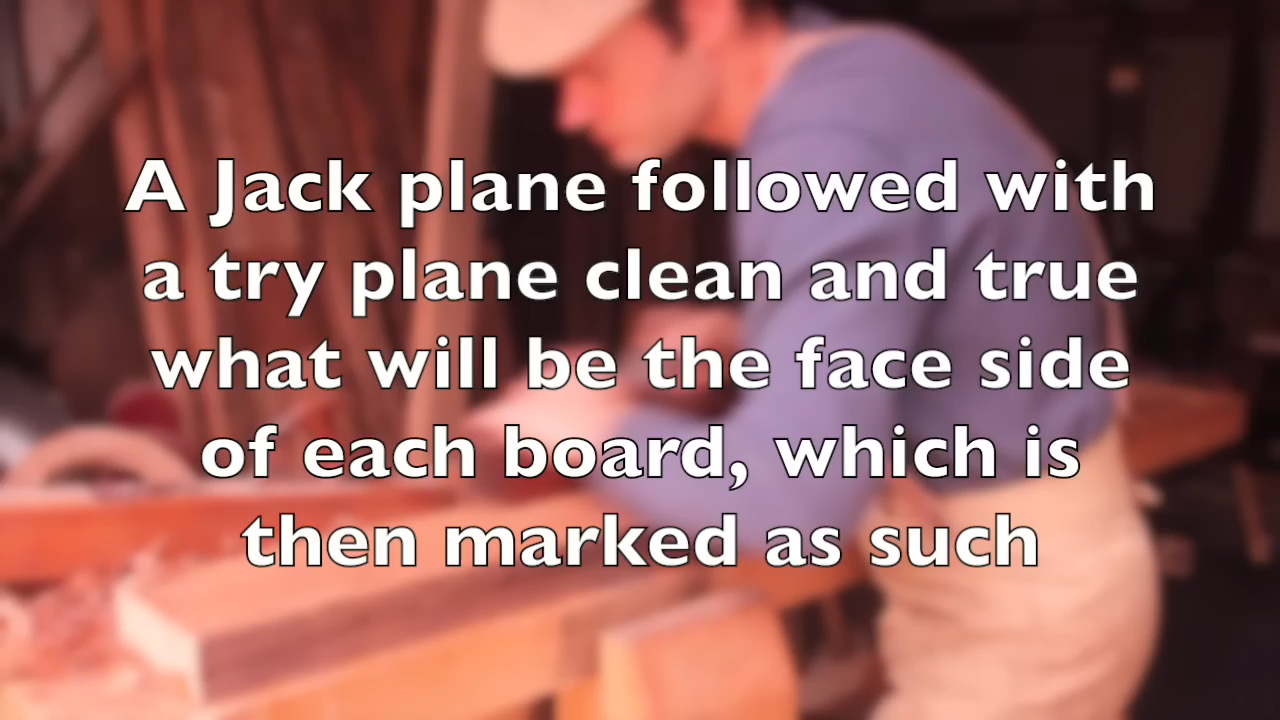 A Jack plane followed with
a try plane clean and true
what will be the face side
of each board, which is
then marked as such